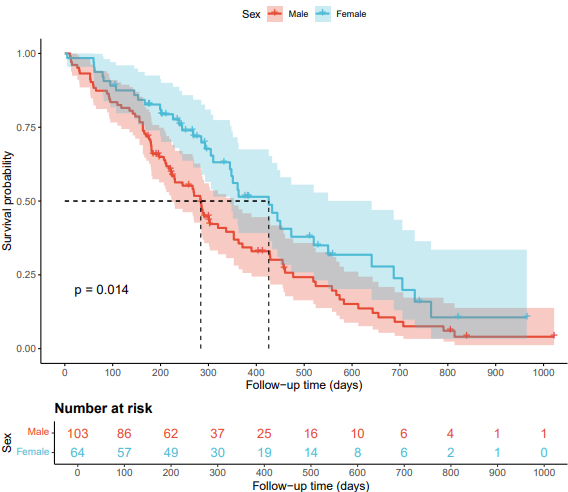 Sex Male Female
Survival probability
1.00
0.75
0.50
0.25
0.00
p = 0.014
0 100 200 300 400 500 600 700 800 900 1000
Follow−up time (days)
Number at risk
Sex
Male 103 86 62 37 25 16 10 6 4 1 1
Female 64 57 49 30 19 14 8 6 2 1 0
0 100 200 300 400 500 600 700 800 900 1000
Follow−up time (days)